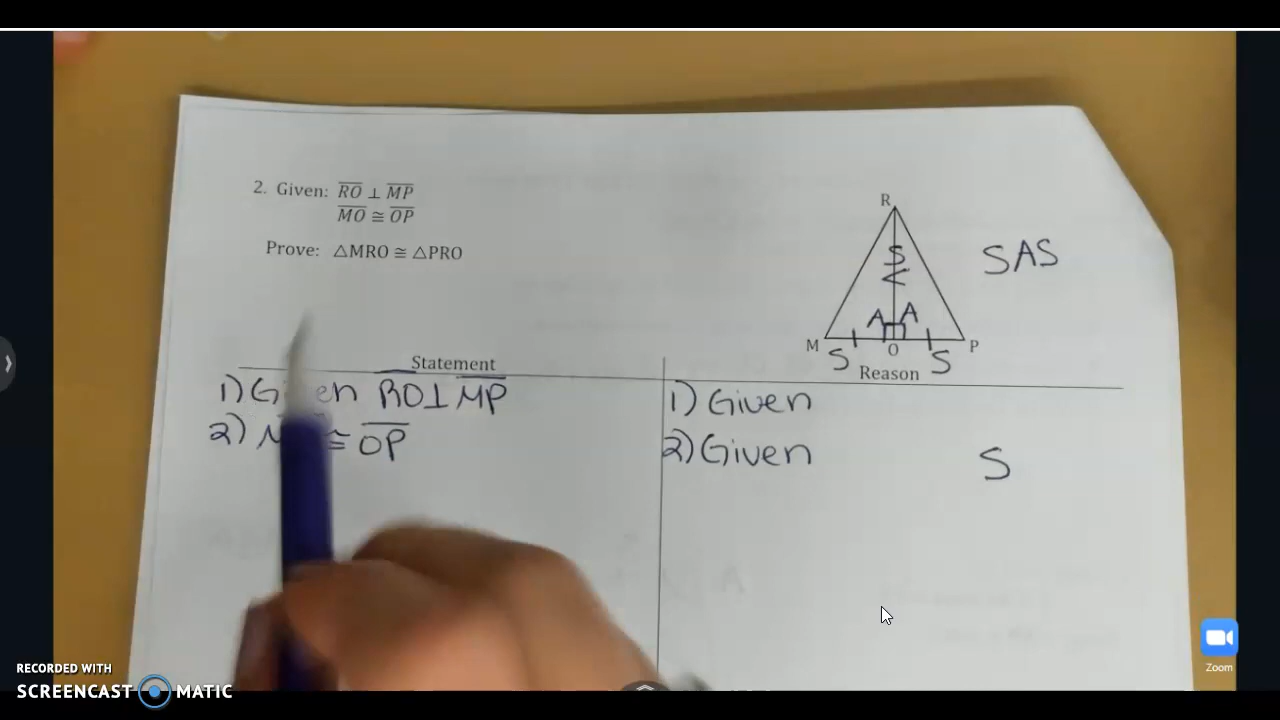 2. Given: RO ⊥ MP
MO ≅ OP
Prove: △MRO ≅ △PRO
R
S
SAS
A A
M O P
S S
Statement Reason
1) Given RO ⊥ MP 1) Given
2) ≅ OP 2) Given S
Zoom
RECORDED WITH
SCREENCAST MATIC